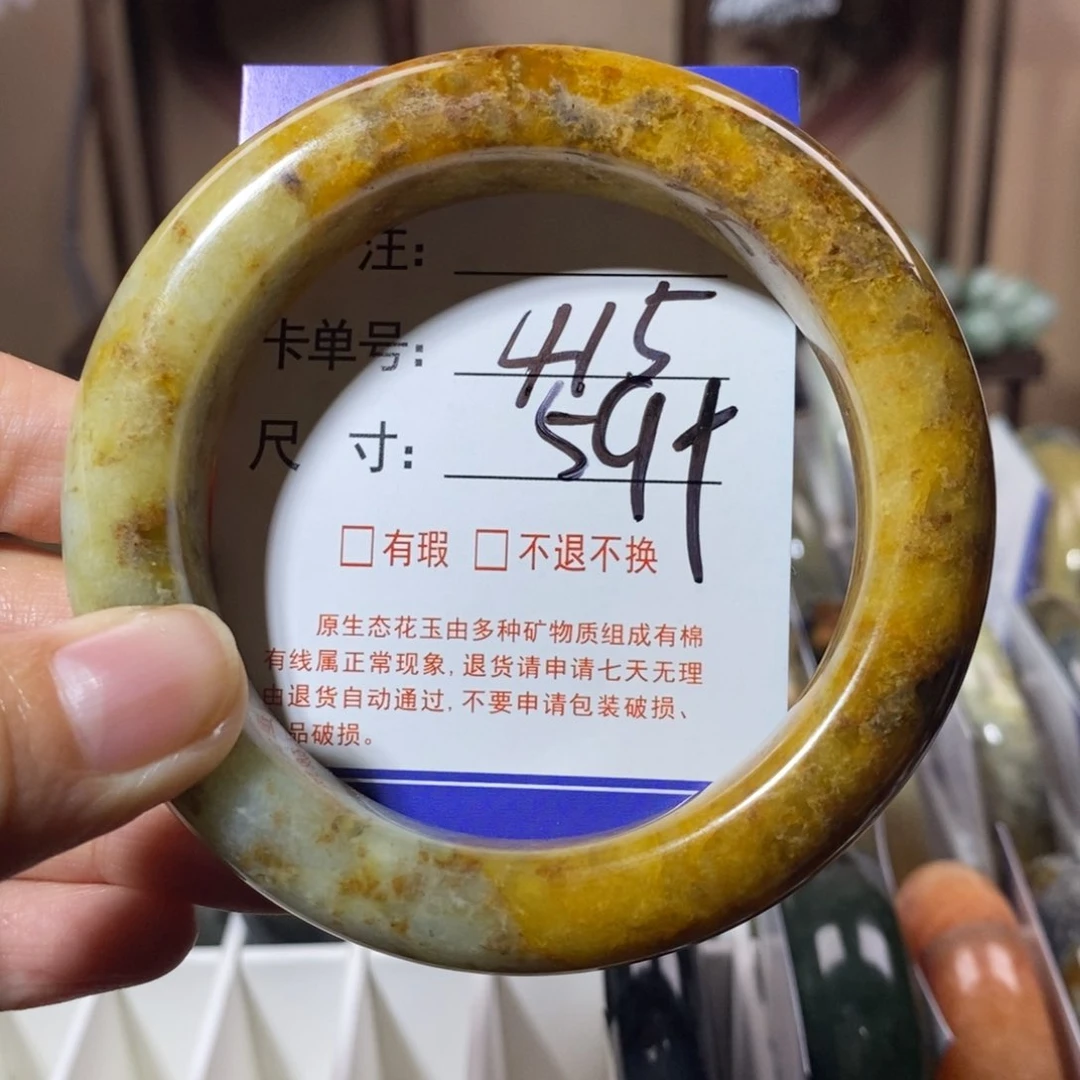 注:
卡单号: 415
尺 寸: 591
□有瑕 □不退不换
原生态花玉由多种矿物质组成有棉
有线属正常现象,退货请申请七天无理
由退货自动通过,不要申请包装破损、
品破损。